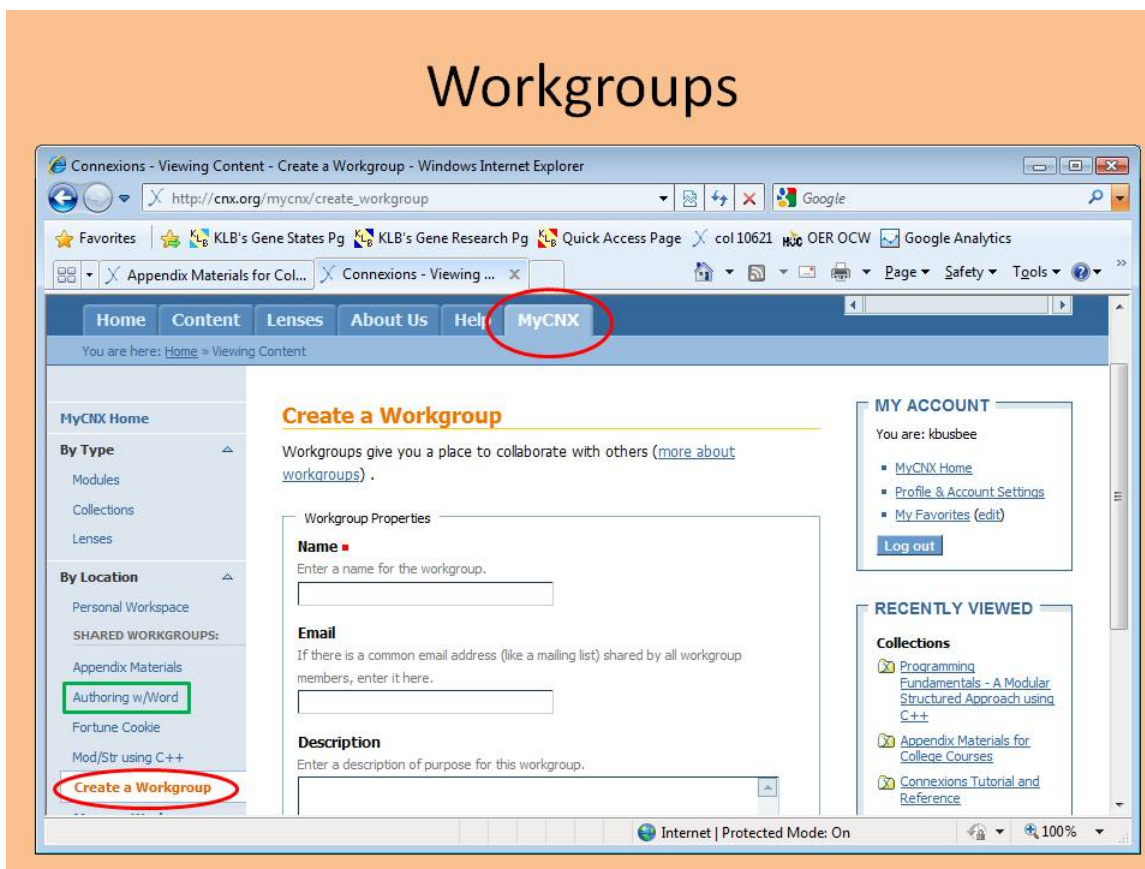 Workgroups
Connexions - Viewing Content - Create a Workgroup - Windows Internet Explorer
http://cnx.org/mycnx/create_workgroup
Google
Favorites
KLB's Gene States Pg
KLB's Gene Research Pg
Quick Access Page
col10621
OER OCW
Google Analytics
Appendix Materials for Col...
Connexions - Viewing ...
Page
Safety
Tools
Home
Content
Lenses
About Us
Help
MyCNX
You are here: Home » Viewing Content
MyCNX Home
By Type
Modules
Collections
Lenses
By Location
Personal Workspace
SHARED WORKGROUPS:
Appendix Materials
Authoring w/Word
Fortune Cookie
Mod/Str using C++
Create a Workgroup
Create a Workgroup
Workgroups give you a place to collaborate with others (more about
workgroups) .
Workgroup Properties
Name
Enter a name for the workgroup.
Email
If there is a common email address (like a mailing list) shared by all workgroup
members, enter it here.
Description
Enter a description of purpose for this workgroup.
MY ACCOUNT
You are: kbusbee
MyCNX Home
Profile & Account Settings
My Favorites (edit)
Log out
RECENTLY VIEWED
Collections
Programming
Fundamentals - A Modular
Structured Approach using
C++
Appendix Materials for
College Courses
Connexions Tutorial and
Reference
Internet | Protected Mode: On
100%